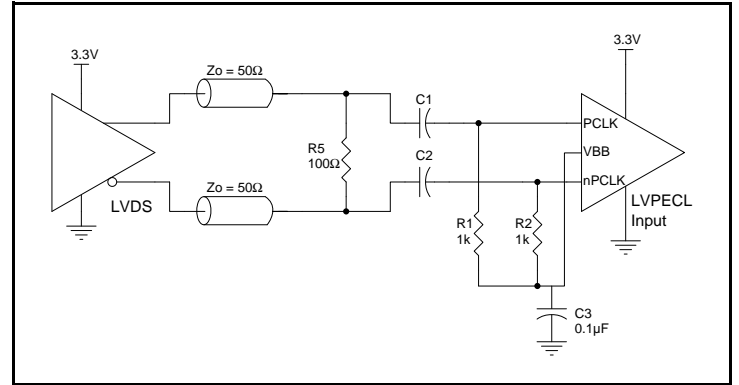 3.3V
3.3V
Zo = 50Ω
C1
PCLK
R5
100Ω
VBB
C2
nPCLK
Zo = 50Ω
LVDS
R1
1k
R2
1k
LVPECL
Input
C3
0.1µF